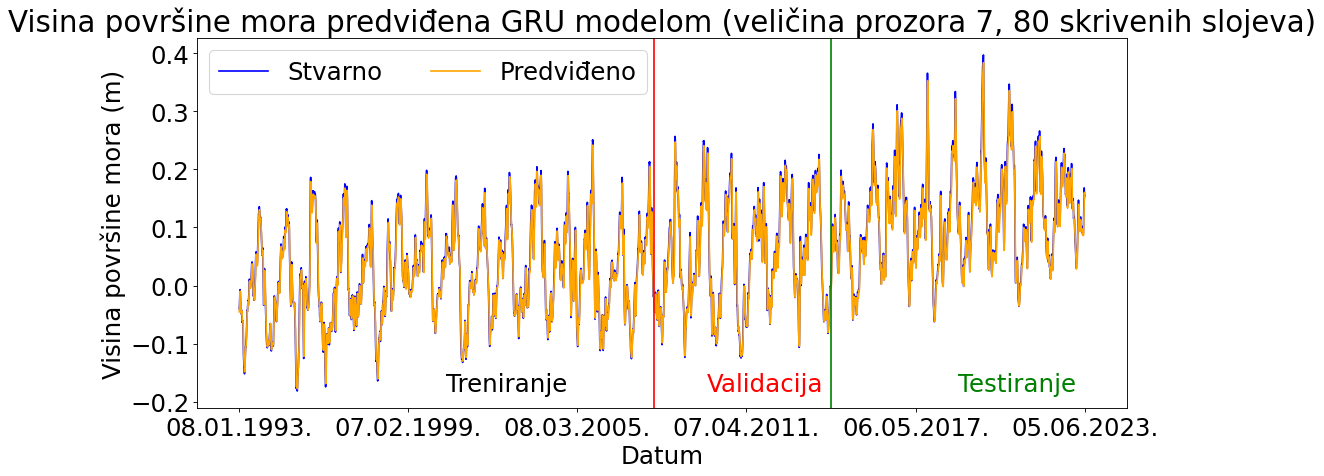 Visina površine mora predviđena GRU modelom (veličina prozora 7, 80 skrivenih slojeva)
Stvarno
Predviđeno
Visina površine mora (m)
0.4
0.3
0.2
0.1
0.0
−0.1
−0.2
Treniranje
Validacija
Testiranje
08.01.1993.
07.02.1999.
08.03.2005.
07.04.2011.
06.05.2017.
05.06.2023.
Datum